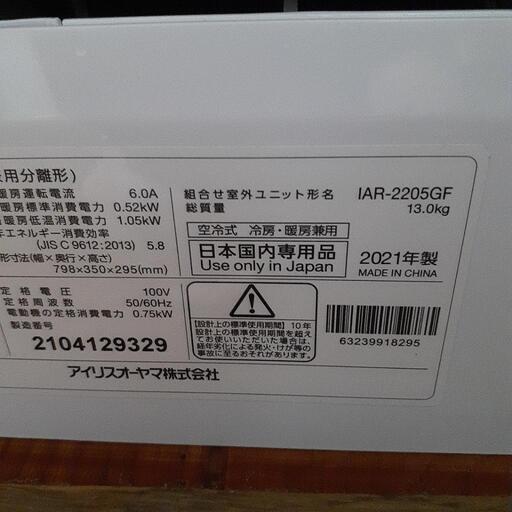 用分離形)
暖房運転電流 6.0A
暖房標準消費電力 0.52kW
暖房低温消費電力 1.05kW
エネルギー消費効率
(JIS C 9612:2013) 5.8
形寸法(幅×奥行×高さ)
798×350×295(mm)
定格電圧 100V
定格周波数 50/60Hz
電動機の定格消費電力 0.75kW
製造番号
2104129329
組合せ室外ユニット形名 IAR-2205GF
総質量 13.0kg
空冷式 冷房・暖房兼用
日本国内専用品
Use only in Japan
2021年製
MADE IN CHINA
【設計上の標準使用期間】10年
設計上の標準使用期間を超え
てお使いいただいた場合は、
経年劣化による発火・けが等の
事故に至るおそれがあります。
63239918295
アイリスオーヤマ株式会社